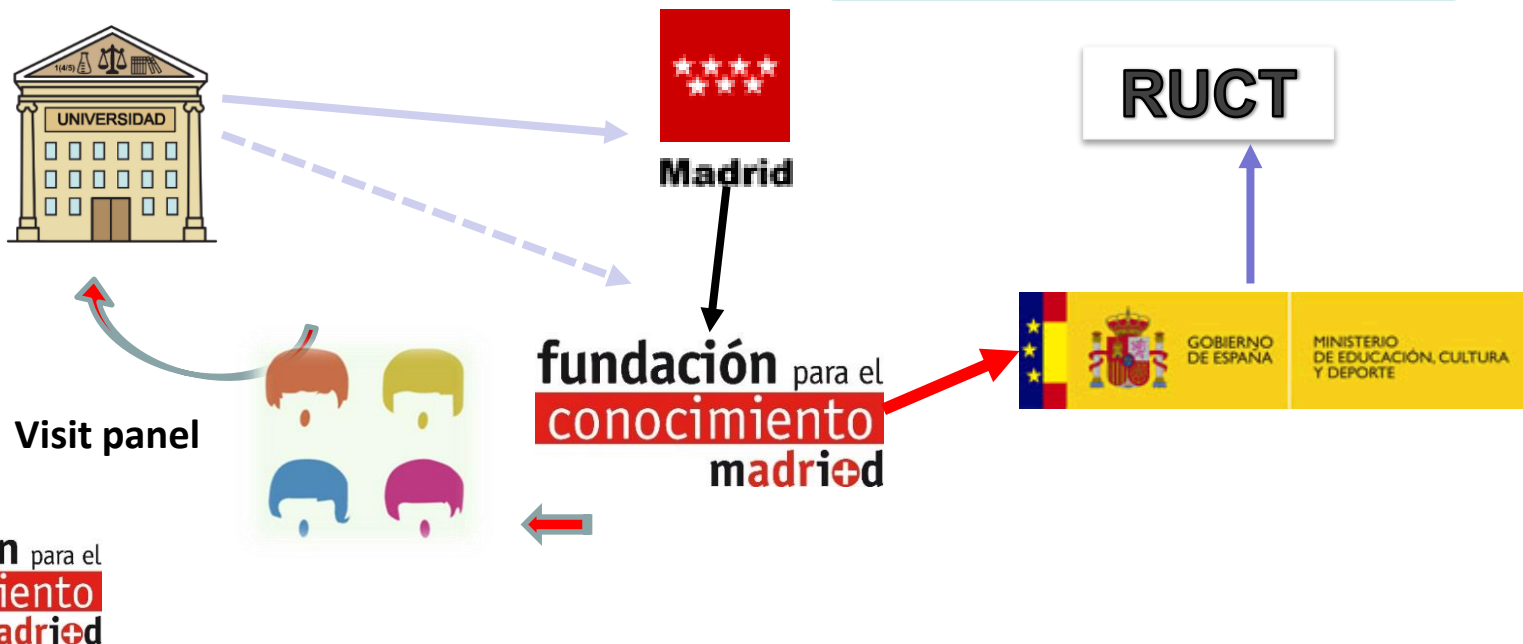 1(4/5)
UNIVERSIDAD
Madrid
RUCT
fundación para el
conocimiento
madri+d
GOBIERNO
DE ESPAÑA
MINISTERIO
DE EDUCACIÓN, CULTURA
Y DEPORTE
Visit panel
n para el
iento
adri+d